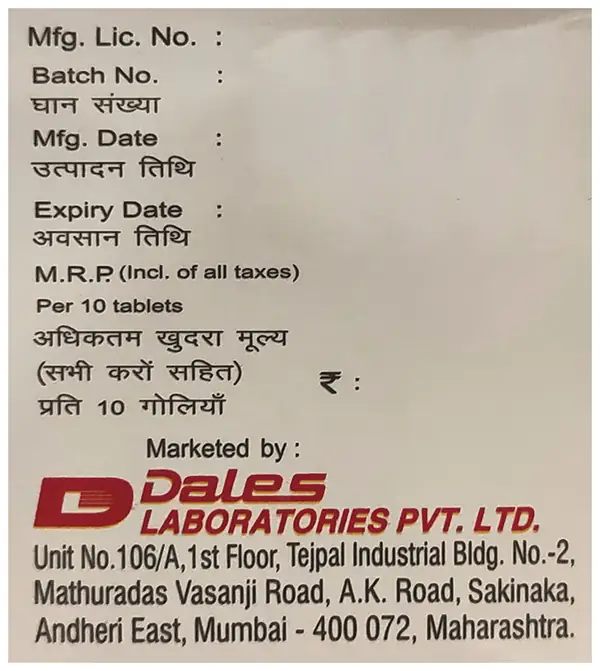 Mfg. Lic. No. :
Batch No. :
घान संख्या
Mfg. Date :
उत्पादन तिथि
Expiry Date :
अवसान तिथि
M.R.P. (Incl. of all taxes)
Per 10 tablets
अधिकतम खुदरा मूल्य
(सभी करों सहित) ₹ :
प्रति 10 गोलियाँ
Marketed by :
D Dales
LABORATORIES PVT. LTD.
Unit No.106/A,1st Floor, Tejpal Industrial Bldg. No.-2,
Mathuradas Vasanji Road, A.K. Road, Sakinaka,
Andheri East, Mumbai - 400 072, Maharashtra.